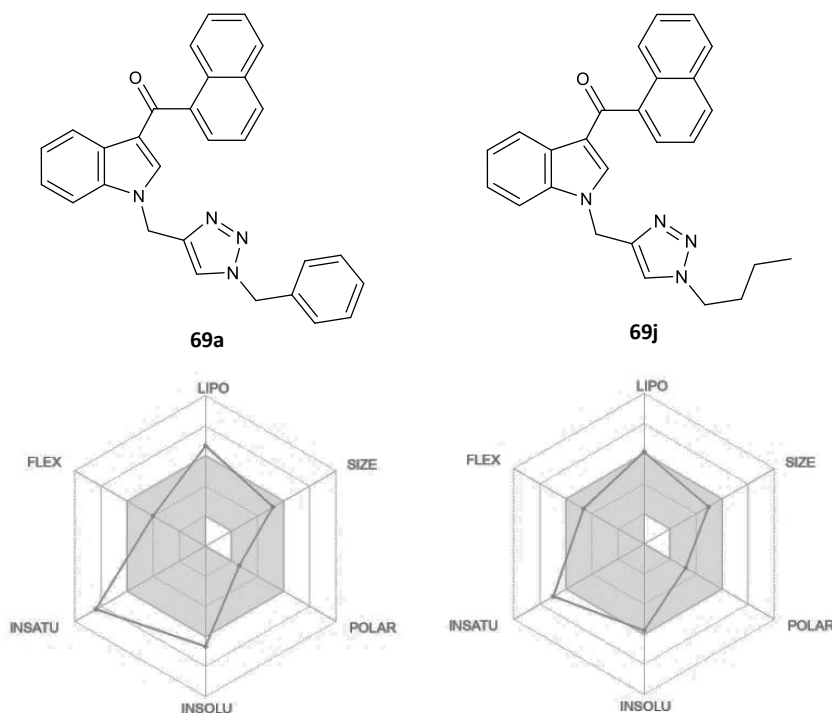 O
N
N
N
N
69a
O
N
N
N
N
69j
LIPO
FLEX
SIZE
INSATU
POLAR
INSOLU
LIPO
FLEX
SIZE
INSATU
POLAR
INSOLU